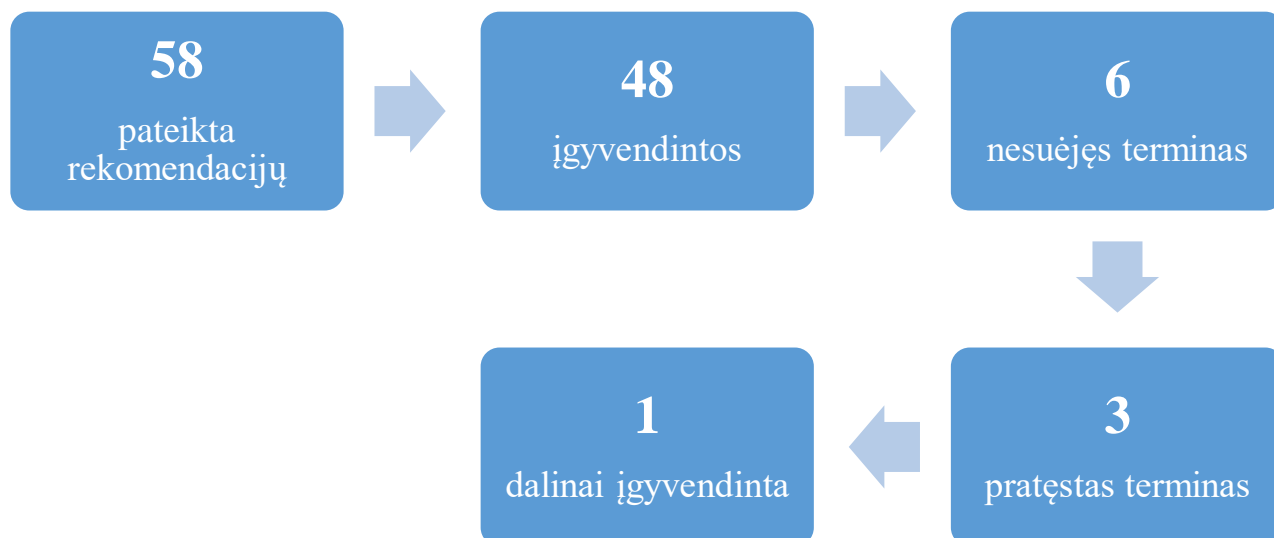 58
pateikta
rekomendacijų
48
įgyvendintos
6
nesuėjęs terminas
3
pratęstas terminas
1
dalinai įgyvendinta